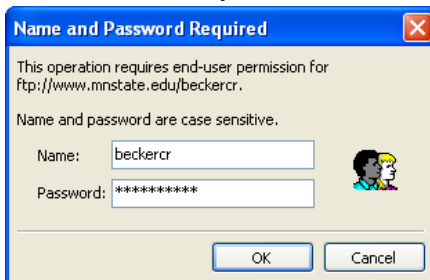 Name and Password Required
This operation requires end-user permission for
ftp://www.mnstate.edu/beckercr.
Name and password are case sensitive.
Name: beckercr
Password: **********
OK Cancel